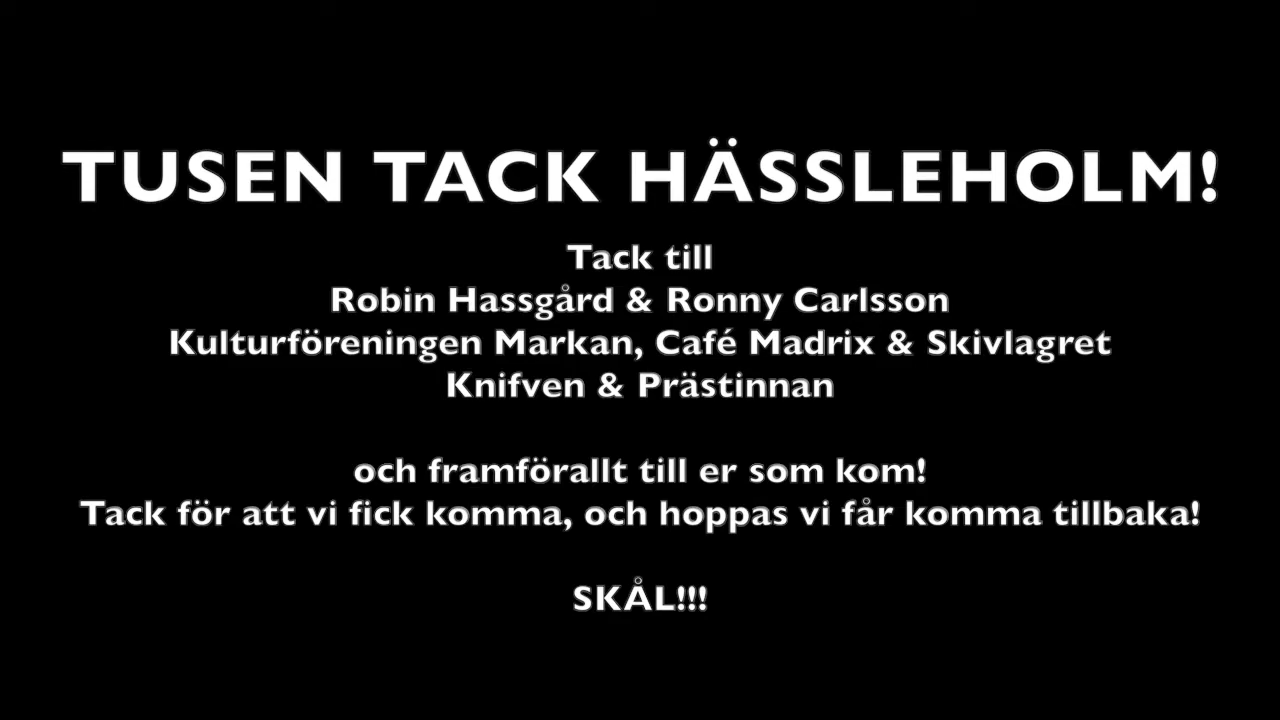 TUSEN TACK HÄSSLEHOLM!
Tack till
Robin Hassgård & Ronny Carlsson
Kulturföreningen Markan, Café Madrix & Skivlagret
Knifven & Prästinnan
och framförallt till er som kom!
Tack för att vi fick komma, och hoppas vi får komma tillbaka!
SKÅL!!!